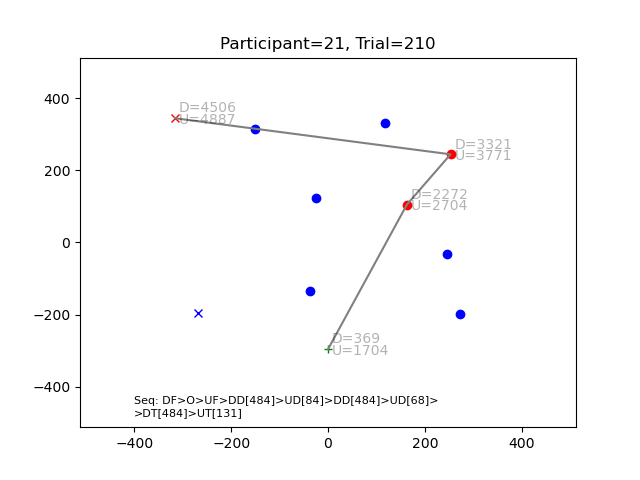 Participant=21, Trial=210
400
200
0
−200
−400
D=4506
U=4887
D=3321
U=3771
D=2272
U=2704
D=369
U=1704
Seq: DF>O>UF>DD[484]>UD[84]>DD[484]>UD[68]>
>DT[484]>UT[131]
−400
−200
0
200
400